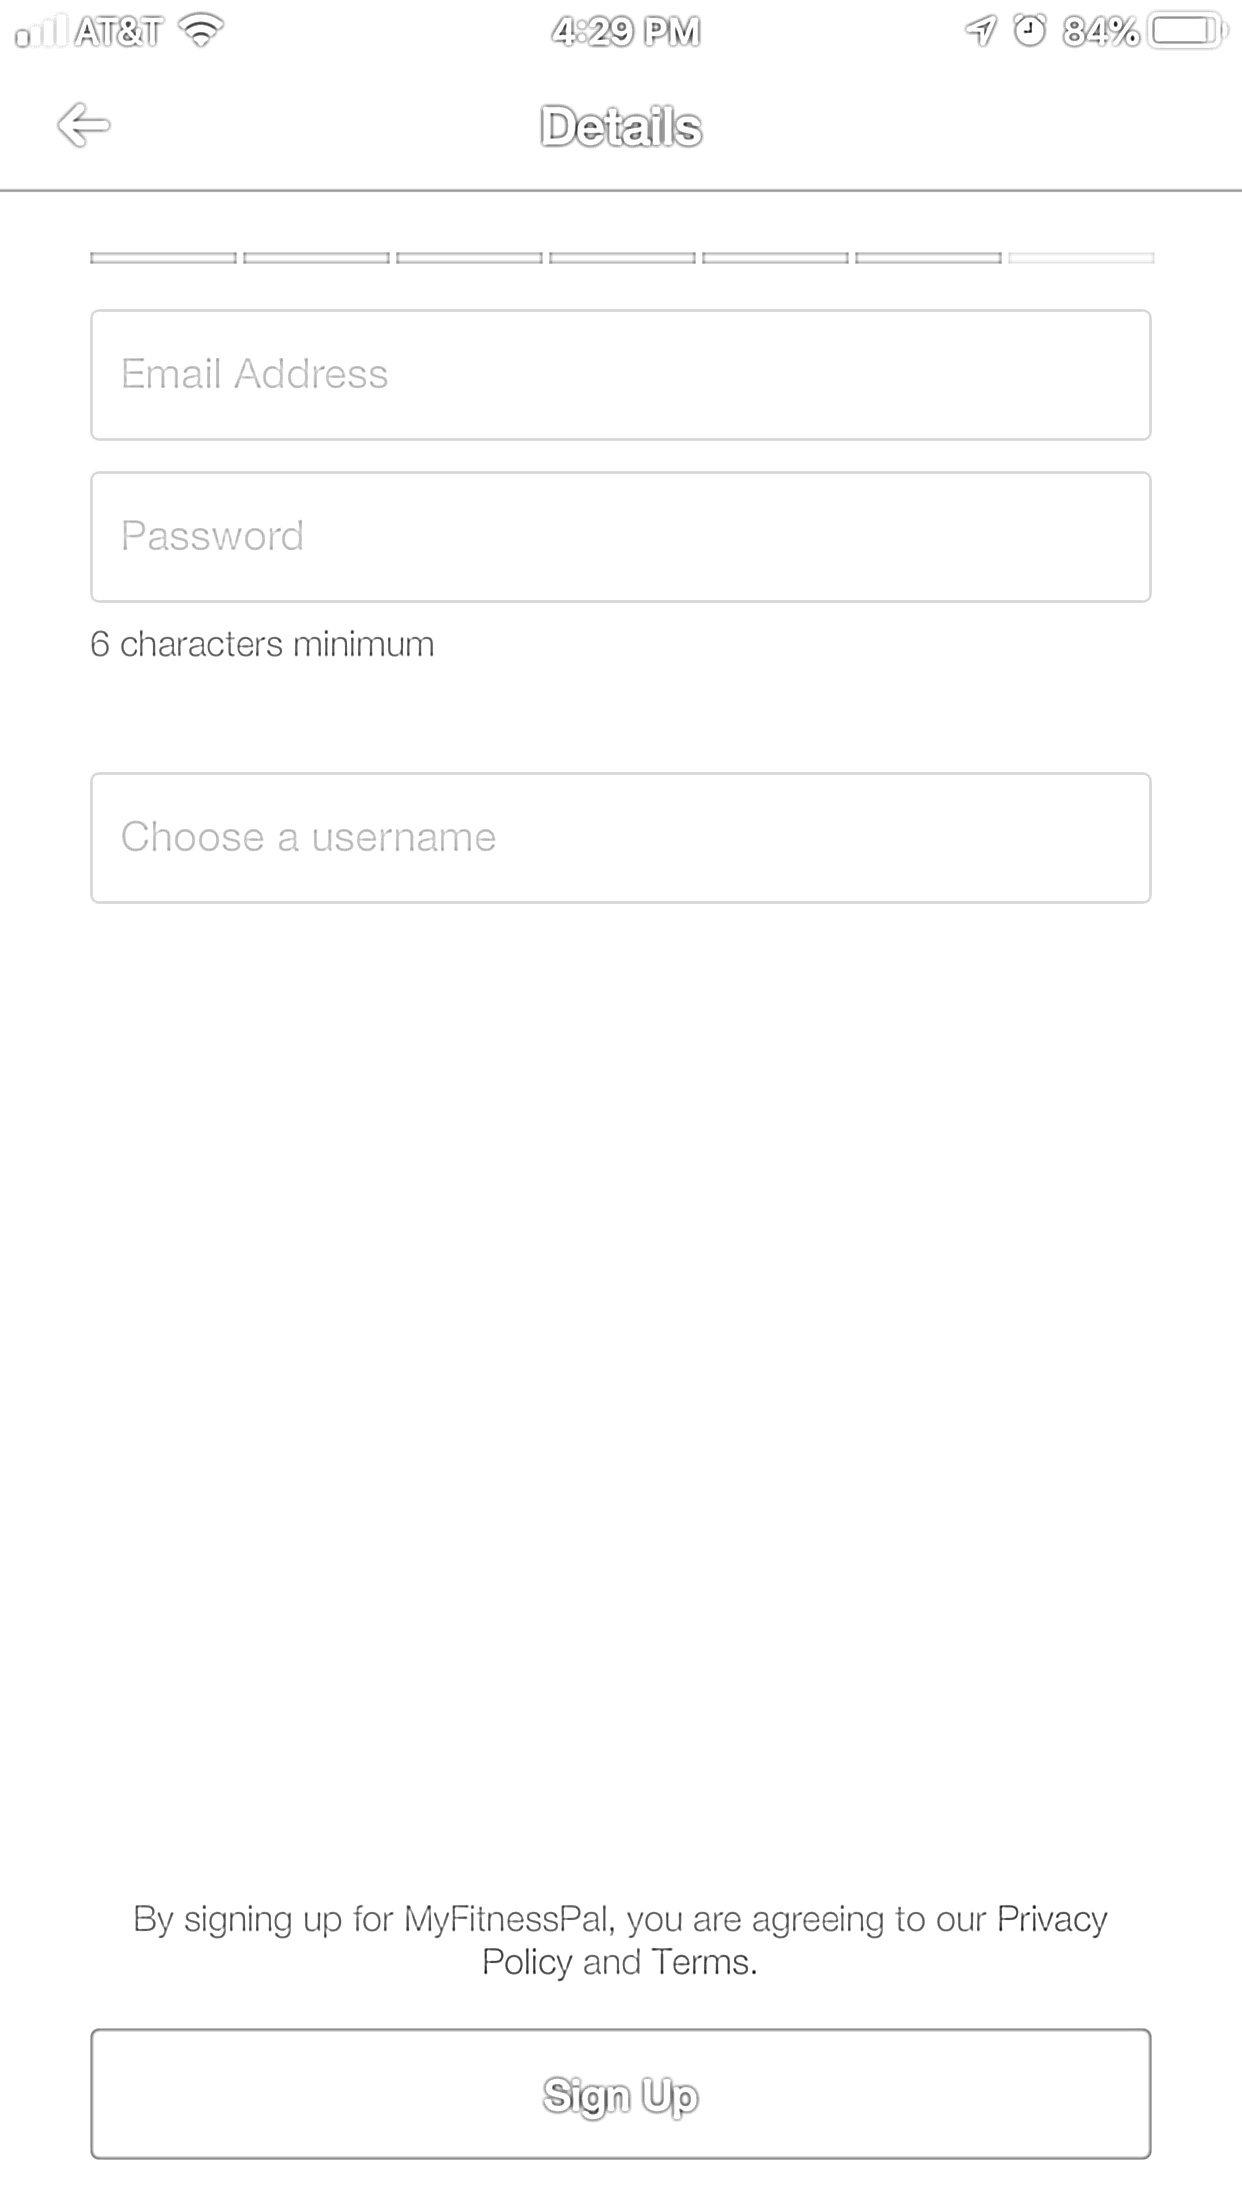 AT&T 4:29 PM 84%
Details
Email Address
Password
6 characters minimum
Choose a username
By signing up for MyFitnessPal, you are agreeing to our Privacy
Policy and Terms.
Sign Up